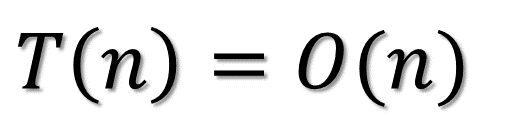 T(n) = O(n)